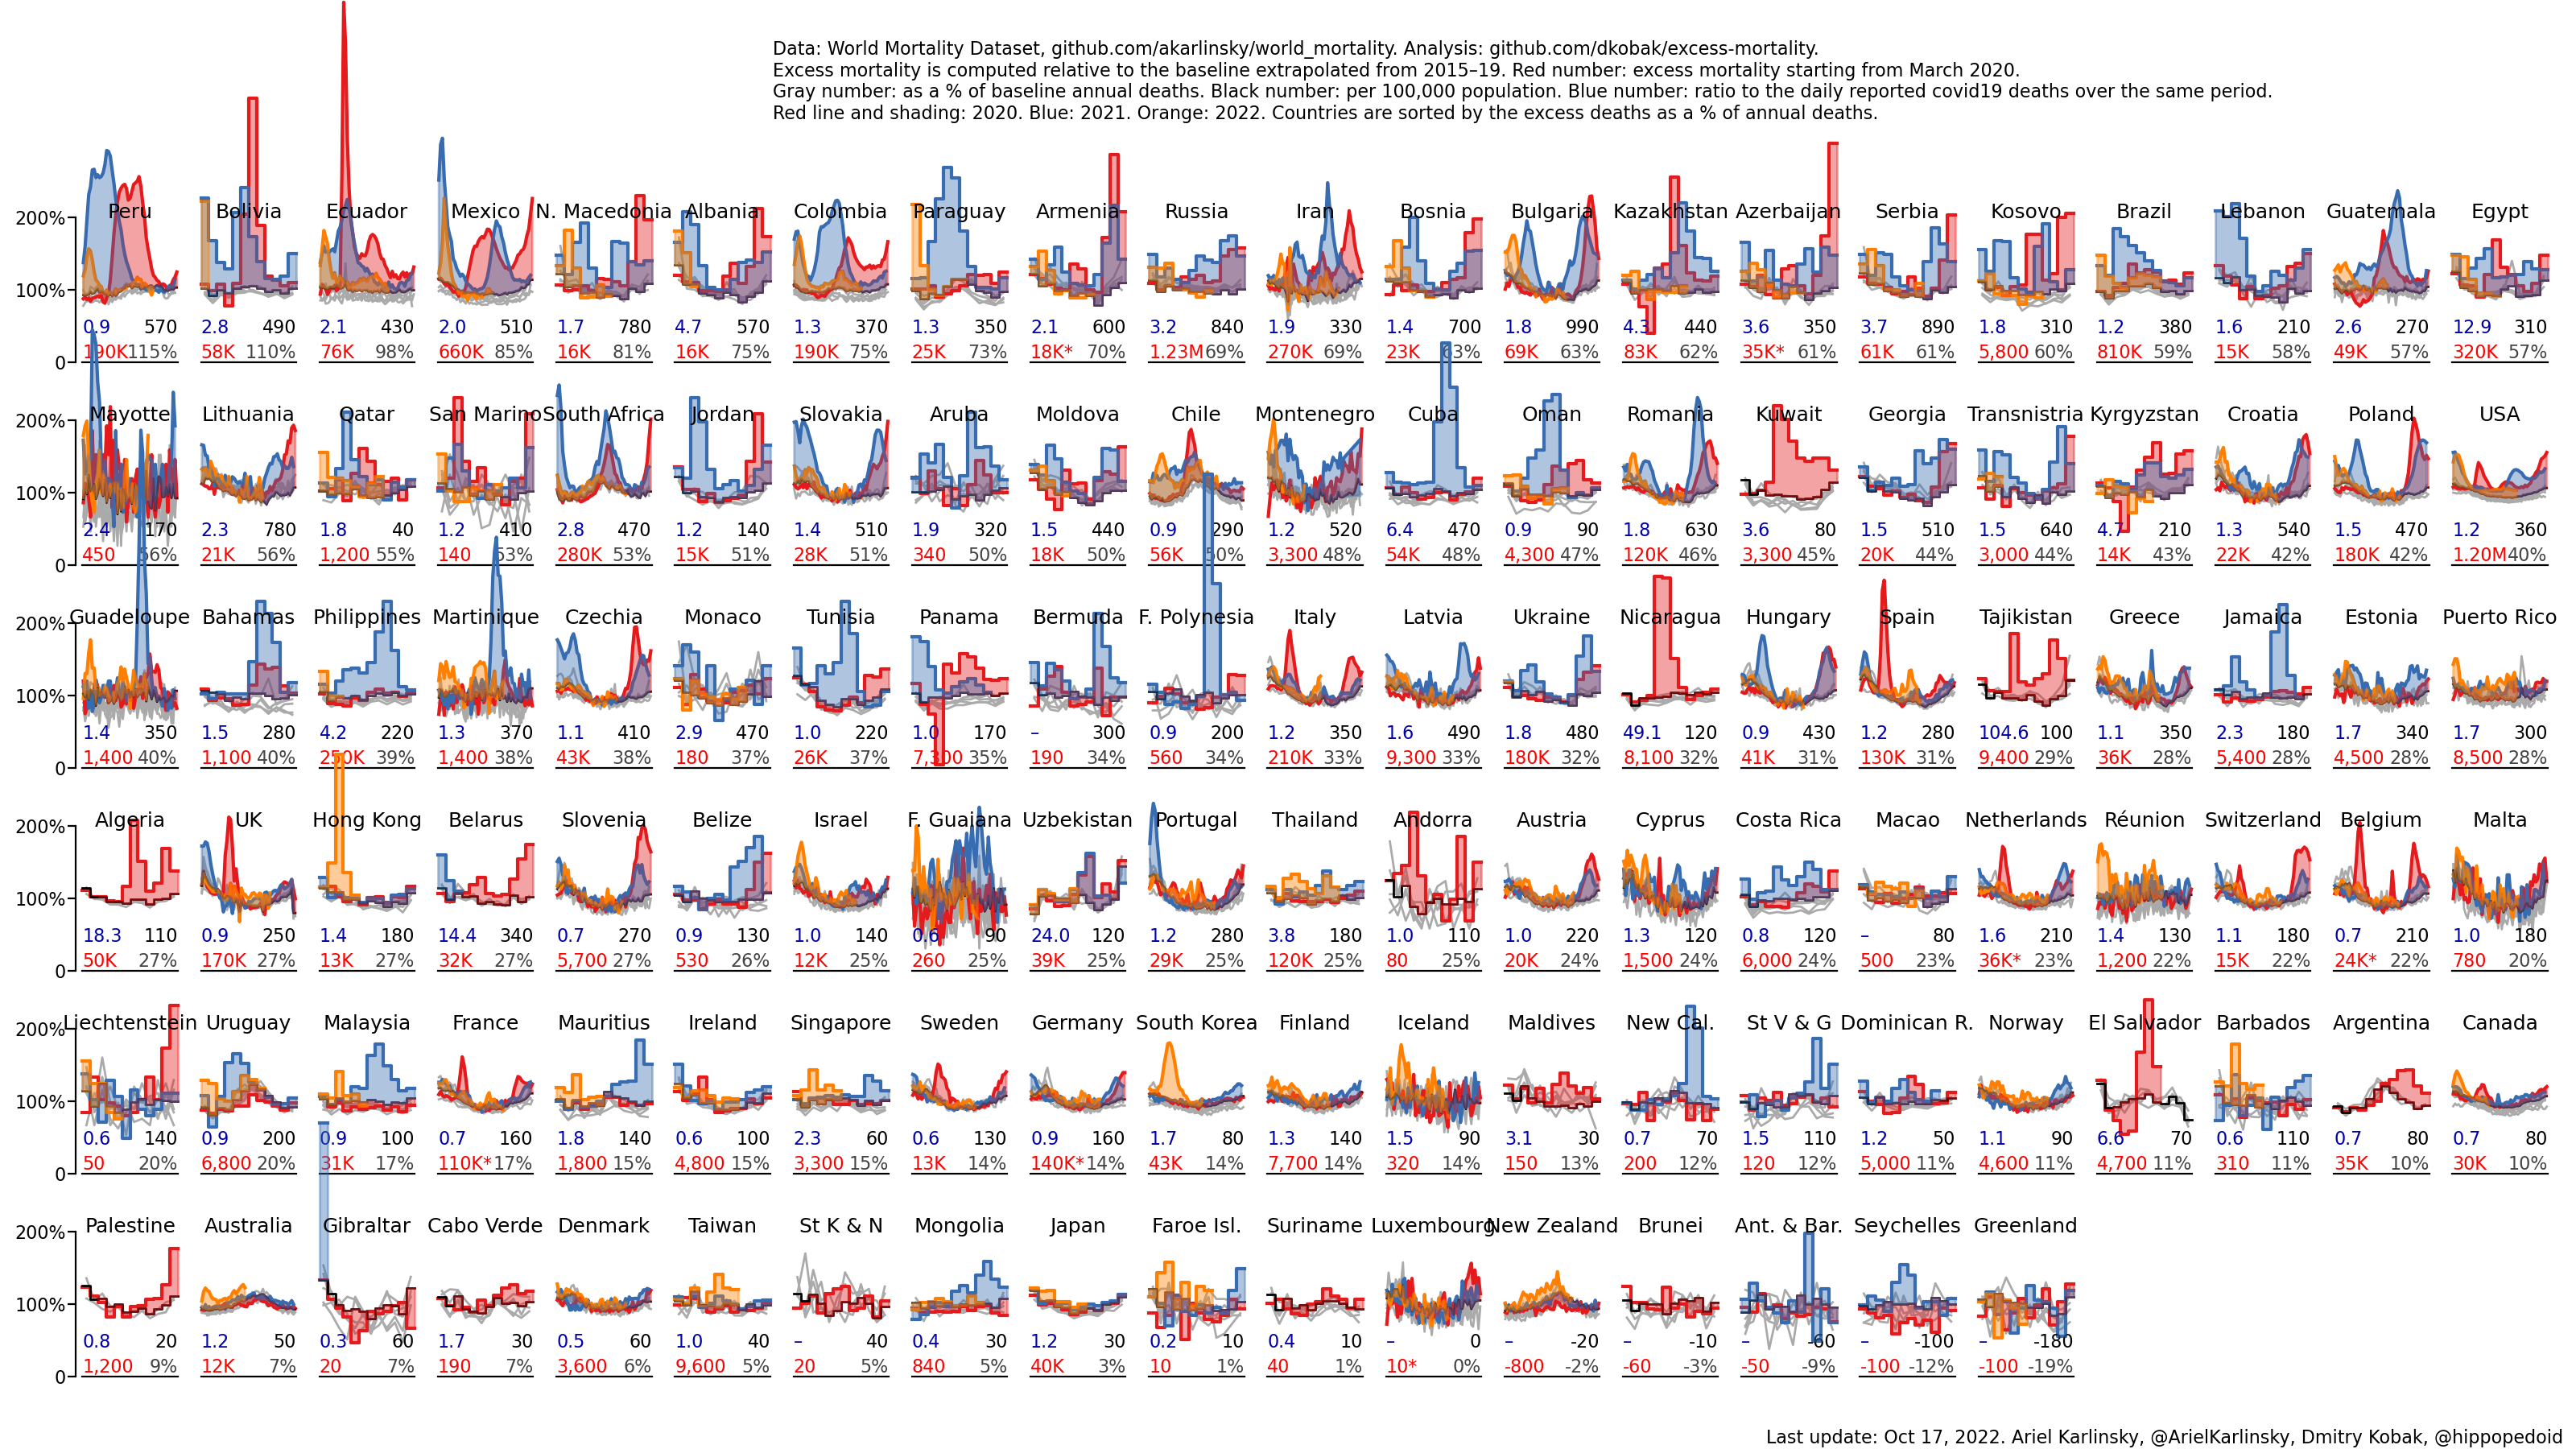 Data: World Mortality Dataset, github.com/akarlinsky/world_mortality. Analysis: github.com/dkobak/excess-mortality.
Excess mortality is computed relative to the baseline extrapolated from 2015–19. Red number: excess mortality starting from March 2020.
Gray number: as a % of baseline annual deaths. Black number: per 100,000 population. Blue number: ratio to the daily reported covid19 deaths over the same period.
Red line and shading: 2020. Blue: 2021. Orange: 2022. Countries are sorted by the excess deaths as a % of annual deaths.
200% Peru Bolivia Ecuador Mexico N. Macedonia Albania Colombia Paraguay Armenia Russia Iran Bosnia Bulgaria Kazakhstan Azerbaijan Serbia Kosovo Brazil Lebanon Guatemala Egypt
100%
0.9 570 2.8 490 2.1 430 2.0 510 1.7 780 4.7 570 1.3 370 1.3 350 2.1 600 3.2 840 1.9 330 1.4 700 1.8 990 4.3 440 3.6 350 3.7 890 1.8 310 1.2 380 1.6 210 2.6 270 12.9 310
0 190K 115% 58K 110% 76K 98% 660K 85% 16K 81% 16K 75% 190K 75% 25K 73% 18K* 70% 1.23M 69% 270K 69% 23K 63% 69K 63% 83K 62% 35K* 61% 61K 61% 5,800 60% 810K 59% 15K 58% 49K 57% 320K 57%
200% Mayotte Lithuania Qatar San Marino South Africa Jordan Slovakia Aruba Moldova Chile Montenegro Cuba Oman Romania Kuwait Georgia Transnistria Kyrgyzstan Croatia Poland USA
100%
2.4 170 2.3 780 1.8 40 1.2 410 2.8 470 1.2 140 1.4 510 1.9 320 1.5 440 0.9 290 1.2 520 6.4 470 0.9 90 1.8 630 3.6 80 1.5 510 1.5 640 4.7 210 1.3 540 1.5 470 1.2 360
0 450 56% 21K 56% 1,200 55% 140 53% 280K 53% 15K 51% 28K 51% 340 50% 18K 50% 56K 50% 3,300 48% 54K 48% 4,300 47% 120K 46% 3,300 45% 20K 44% 3,000 44% 14K 43% 22K 42% 180K 42% 1.20M 40%
200% Guadeloupe Bahamas Philippines Martinique Czechia Monaco Tunisia Panama Bermuda F. Polynesia Italy Latvia Ukraine Nicaragua Hungary Spain Tajikistan Greece Jamaica Estonia Puerto Rico
100%
1.4 350 1.5 280 4.2 220 1.3 370 1.1 410 2.9 470 1.0 220 1.0 170 – 300 0.9 200 1.2 350 1.6 490 1.8 480 49.1 120 0.9 430 1.2 280 104.6 100 1.1 350 2.3 180 1.7 340 1.7 300
0 1,400 40% 1,100 40% 250K 39% 1,400 38% 43K 38% 180 37% 26K 37% 7,300 35% 190 34% 560 34% 210K 33% 9,300 33% 180K 32% 8,100 32% 41K 31% 130K 31% 9,400 29% 36K 28% 5,400 28% 4,500 28% 8,500 28%
200% Algeria UK Hong Kong Belarus Slovenia Belize Israel F. Guaiana Uzbekistan Portugal Thailand Andorra Austria Cyprus Costa Rica Macao Netherlands Réunion Switzerland Belgium Malta
100%
18.3 110 0.9 250 1.4 180 14.4 340 0.7 270 0.9 130 1.0 140 0.6 90 24.0 120 1.2 280 3.8 180 1.0 110 1.0 220 1.3 120 0.8 120 – 80 1.6 210 1.4 130 1.1 180 0.7 210 1.0 180
0 50K 27% 170K 27% 13K 27% 32K 27% 5,700 27% 530 26% 12K 25% 260 25% 39K 25% 29K 25% 120K 25% 80 25% 20K 24% 1,500 24% 6,000 24% 500 23% 36K* 23% 1,200 22% 15K 22% 24K* 22% 780 20%
200% Liechtenstein Uruguay Malaysia France Mauritius Ireland Singapore Sweden Germany South Korea Finland Iceland Maldives New Cal. St V & G Dominican R. Norway El Salvador Barbados Argentina Canada
100%
0.6 140 0.9 200 0.9 100 0.7 160 1.8 140 0.6 100 2.3 60 0.6 130 0.9 160 1.7 80 1.3 140 1.5 90 3.1 30 0.7 70 1.5 110 1.2 50 1.1 90 6.6 70 0.6 110 0.7 80 0.7 80
0 50 20% 6,800 20% 31K 17% 110K* 17% 1,800 15% 4,800 15% 3,300 15% 13K 14% 140K* 14% 43K 14% 7,700 14% 320 14% 150 13% 200 12% 120 12% 5,000 11% 4,600 11% 4,700 11% 310 11% 35K 10% 30K 10%
200% Palestine Australia Gibraltar Cabo Verde Denmark Taiwan St K & N Mongolia Japan Faroe Isl. Suriname Luxembourg New Zealand Brunei Ant. & Bar. Seychelles Greenland
100%
0.8 20 1.2 50 0.3 60 1.7 30 0.5 60 1.0 40 – 40 0.4 30 1.2 30 0.2 10 0.4 10 – 0 – -20 – -10 – -60 – -100 – -180
0 1,200 9% 12K 7% 20 7% 190 7% 3,600 6% 9,600 5% 20 5% 840 5% 40K 3% 10 1% 40 1% 10* 0% -800 -2% -60 -3% -50 -9% -100 -12% -100 -19%
Last update: Oct 17, 2022. Ariel Karlinsky, @ArielKarlinsky, Dmitry Kobak, @hippopedoid